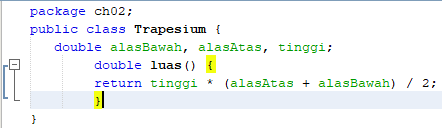 package ch02;
public class Trapesium {
double alasBawah, alasAtas, tinggi;
double luas() {
return tinggi * (alasAtas + alasBawah) / 2;
}
}